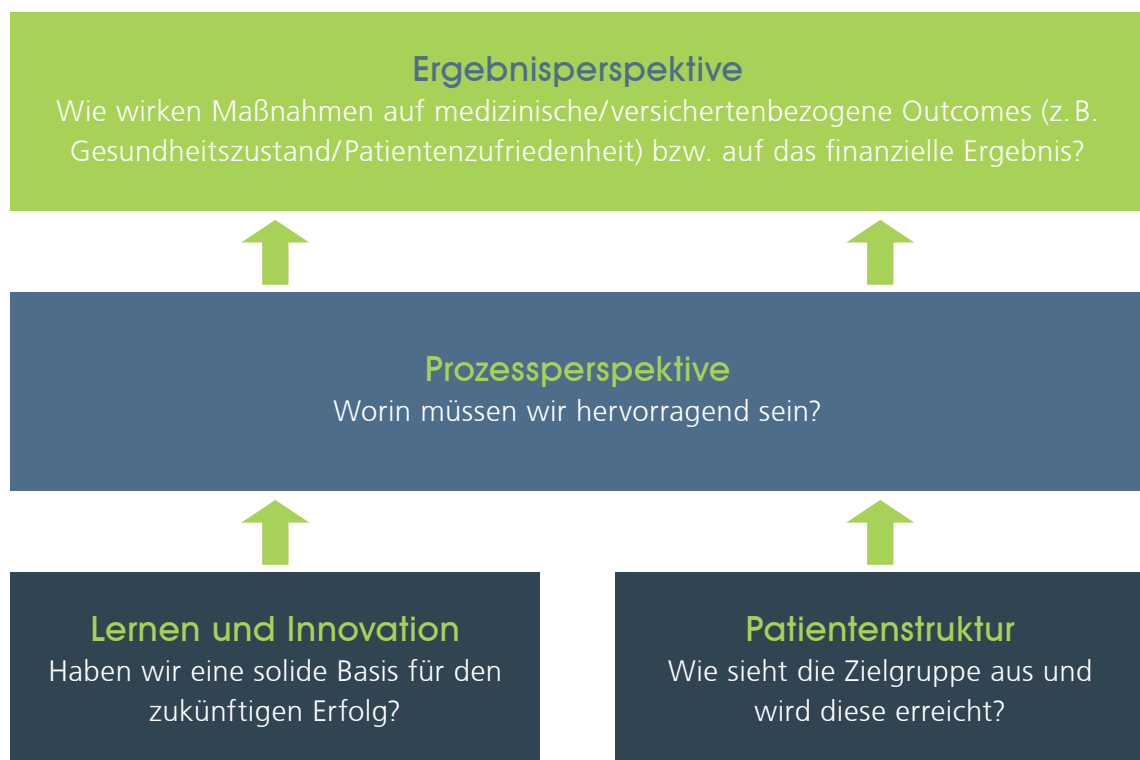 Ergebnisperspektive
Wie wirken Maßnahmen auf medizinische/versichertenbezogene Outcomes (z. B.
Gesundheitszustand/Patientenzufriedenheit) bzw. auf das finanzielle Ergebnis?
Prozessperspektive
Worin müssen wir hervorragend sein?
Lernen und Innovation
Haben wir eine solide Basis für den
zukünftigen Erfolg?
Patientenstruktur
Wie sieht die Zielgruppe aus und
wird diese erreicht?